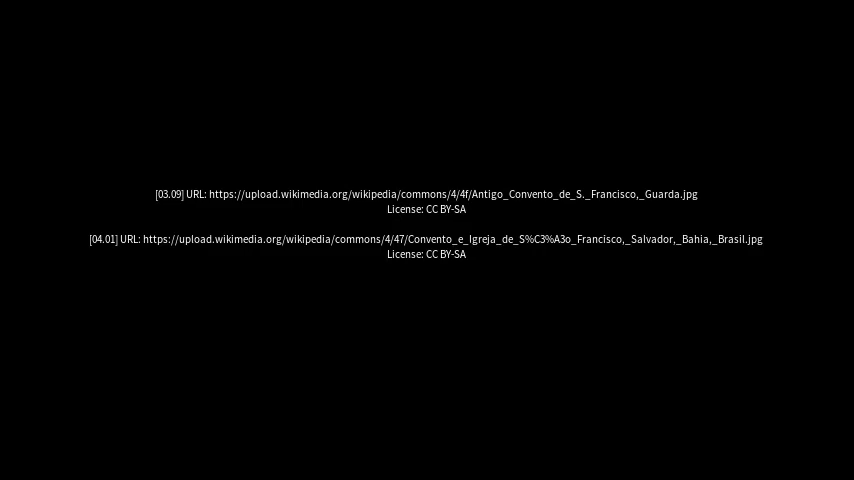 [03.09] URL: https://upload.wikimedia.org/wikipedia/commons/4/4f/Antigo_Convento_de_S._Francisco,_Guarda.jpg
License: CC BY-SA
[04.01] URL: https://upload.wikimedia.org/wikipedia/commons/4/47/Convento_e_Igreja_de_S%C3%A3o_Francisco,_Salvador,_Bahia,_Brasil.jpg
License: CC BY-SA